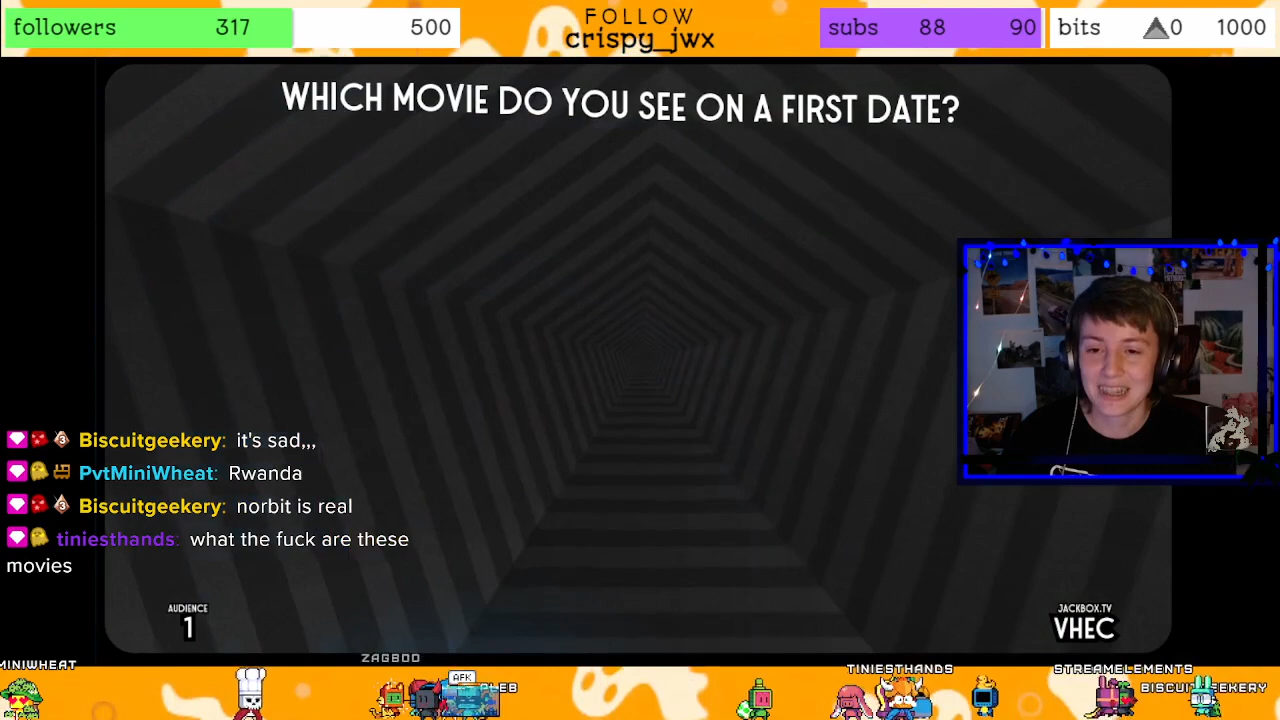 followers 317 500
FOLLOW
crispy_jwx
subs 88 90
bits 0 1000
WHICH MOVIE DO YOU SEE ON A FIRST DATE?
Biscuitgeekery: it's sad,,,
PvtMiniWheat: Rwanda
Biscuitgeekery: norbit is real
tiniesthands: what the fuck are these
movies
AUDIENCE
1
JACKBOX.TV
VHEC
ZAGBOO
MINIWHEAT
AFK
TINIESTHANDS
STREAMELEMENTS